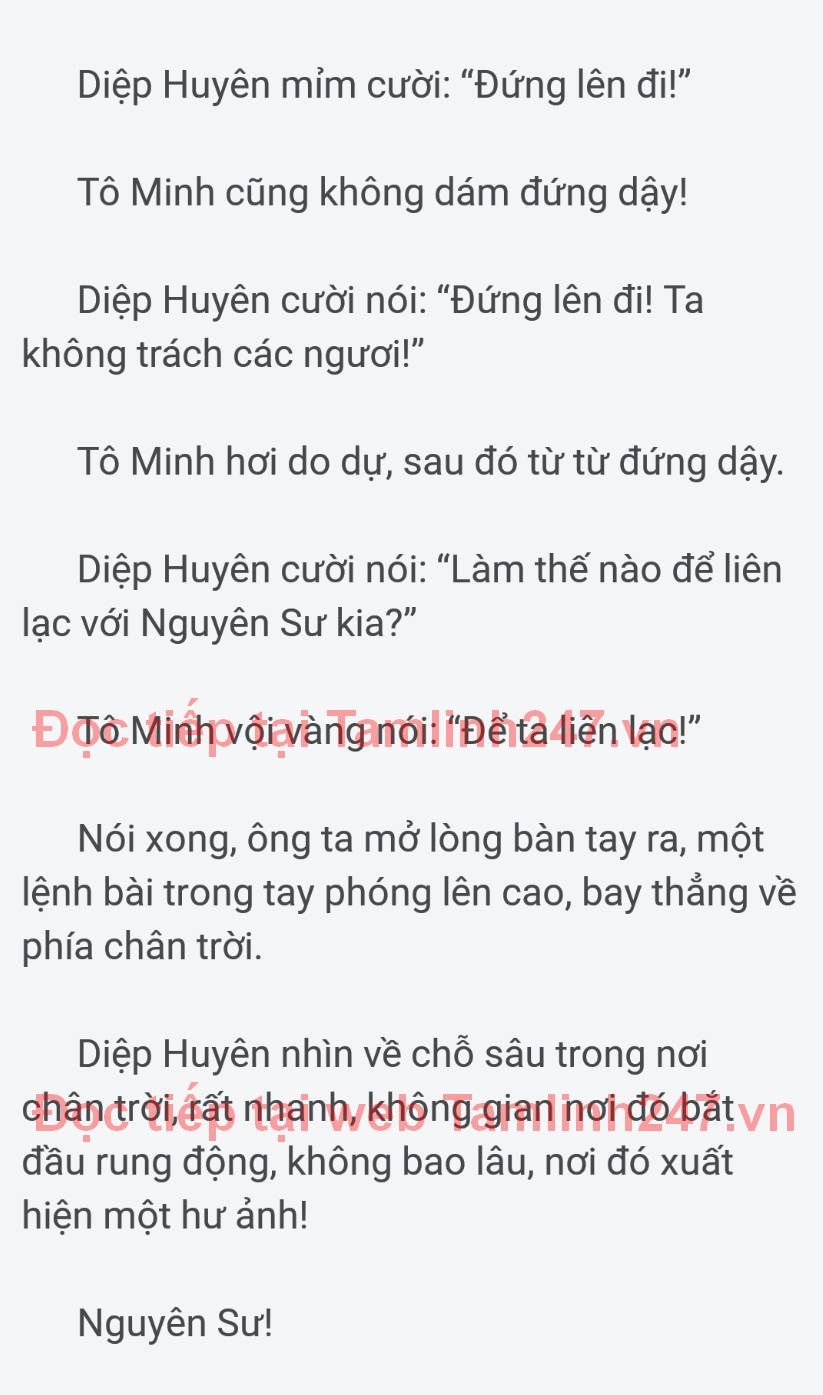 Diệp Huyên mỉm cười: “Đứng lên đi!”
Tô Minh cũng không dám đứng dậy!
Diệp Huyên cười nói: “Đứng lên đi! Ta
không trách các ngươi!”
Tô Minh hơi do dự, sau đó từ từ đứng dậy.
Diệp Huyên cười nói: “Làm thế nào để liên
lạc với Nguyên Sư kia?”
Tô Minh vội vàng nói: “Để ta liên lạc!”
Đọc tiếp tại Tamlinh247.vn
Nói xong, ông ta mở lòng bàn tay ra, một
lệnh bài trong tay phóng lên cao, bay thẳng về
phía chân trời.
Diệp Huyên nhìn về chỗ sâu trong nơi
chân trời, rất nhanh, không gian nơi đó bắt
Đọc tiếp tại web Tamlinh247.vn
đầu rung động, không bao lâu, nơi đó xuất
hiện một hư ảnh!
Nguyên Sư!